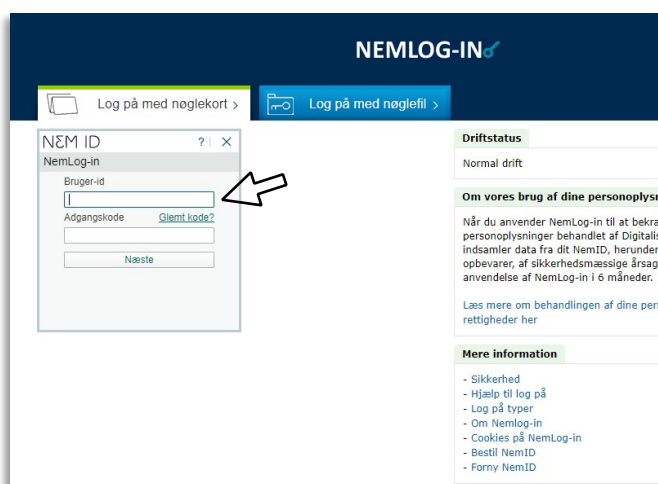 NEMLOG-IN
Log på med nøglekort >
Log på med nøglefil >
NEM ID
? | X
NemLog-in
Bruger-id
Adgangskode Glemt kode?
Næste
Driftstatus
Normal drift
Om vores brug af dine personoplysn
Når du anvender NemLog-in til at bekra
personoplysninger behandlet af Digitalis
indsamler data fra dit NemID, herunder
opbevarer, af sikkerhedsmæssige årsag
anvendelse af NemLog-in i 6 måneder.
Læs mere om behandlingen af dine pers
rettigheder her
Mere information
- Sikkerhed
- Hjælp til log på
- Log på typer
- Om Nemlog-in
- Cookies på NemLog-in
- Bestil NemID
- Forny NemID